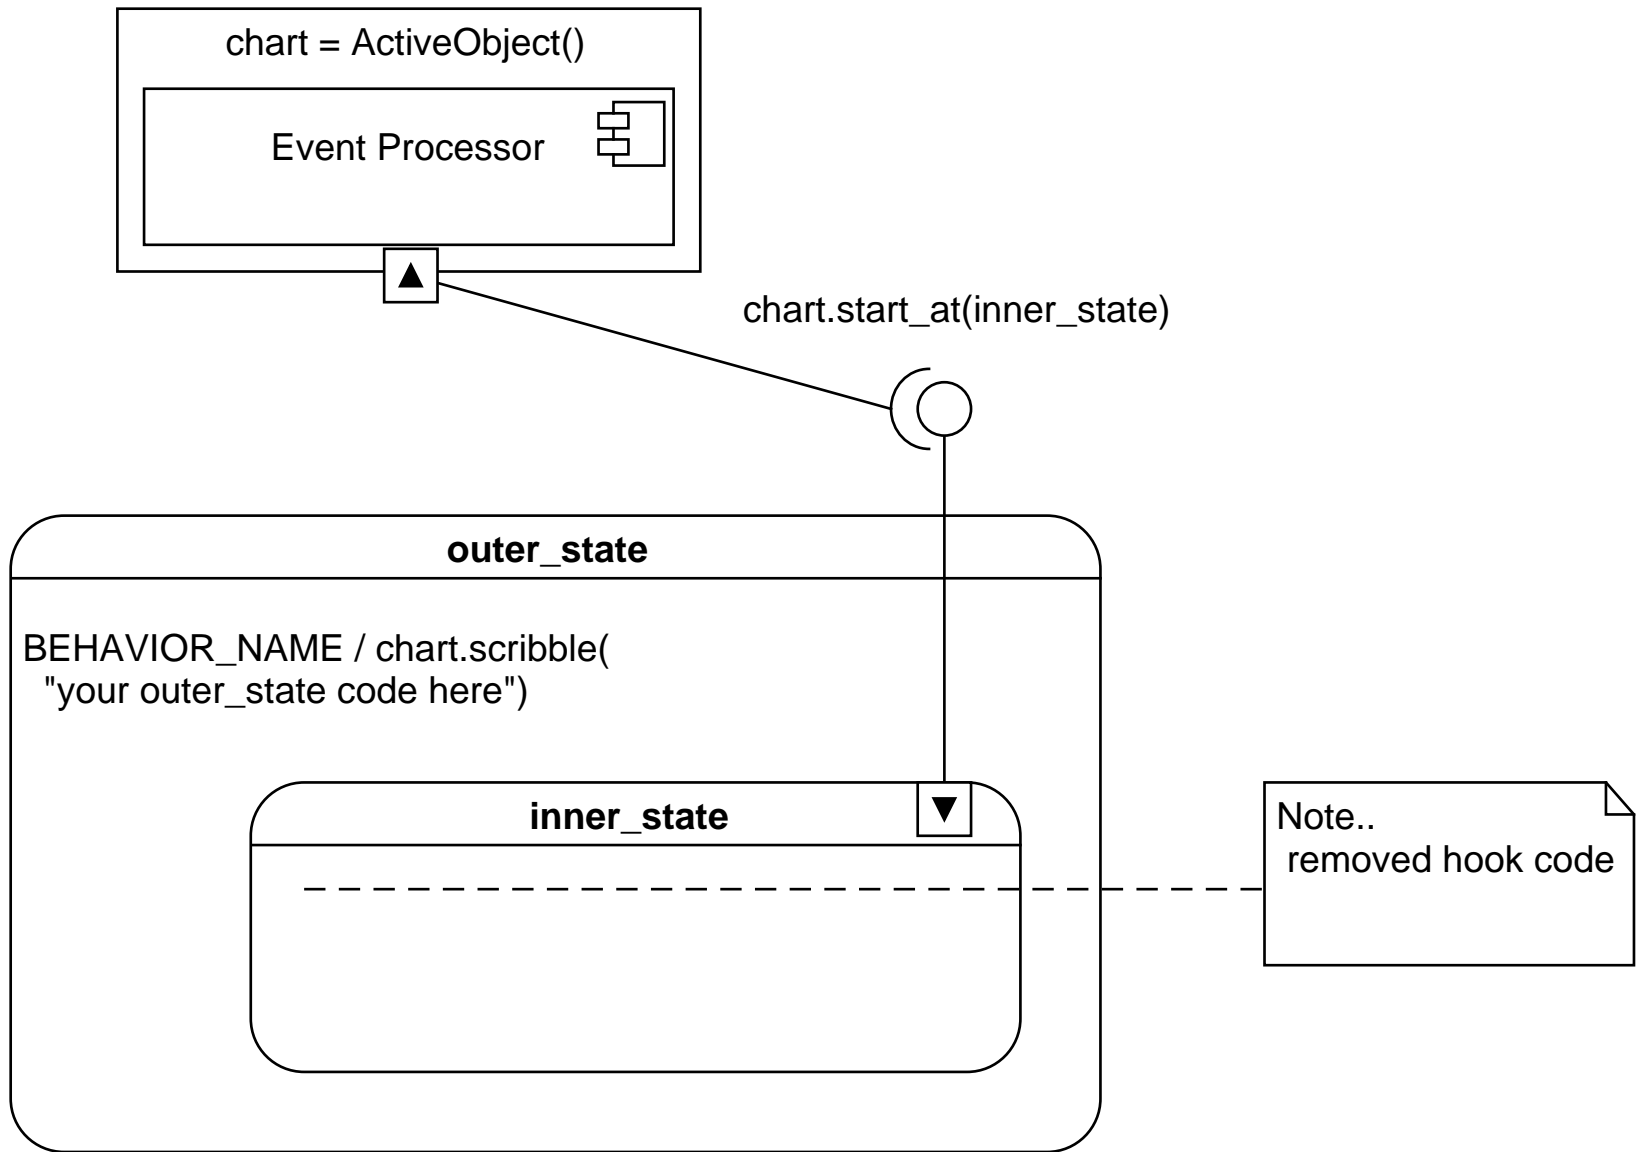 chart = ActiveObject()
Event Processor
chart.start_at(inner_state)
outer_state
BEHAVIOR_NAME / chart.scribble(
"your outer_state code here")
inner_state
Note..
removed hook code